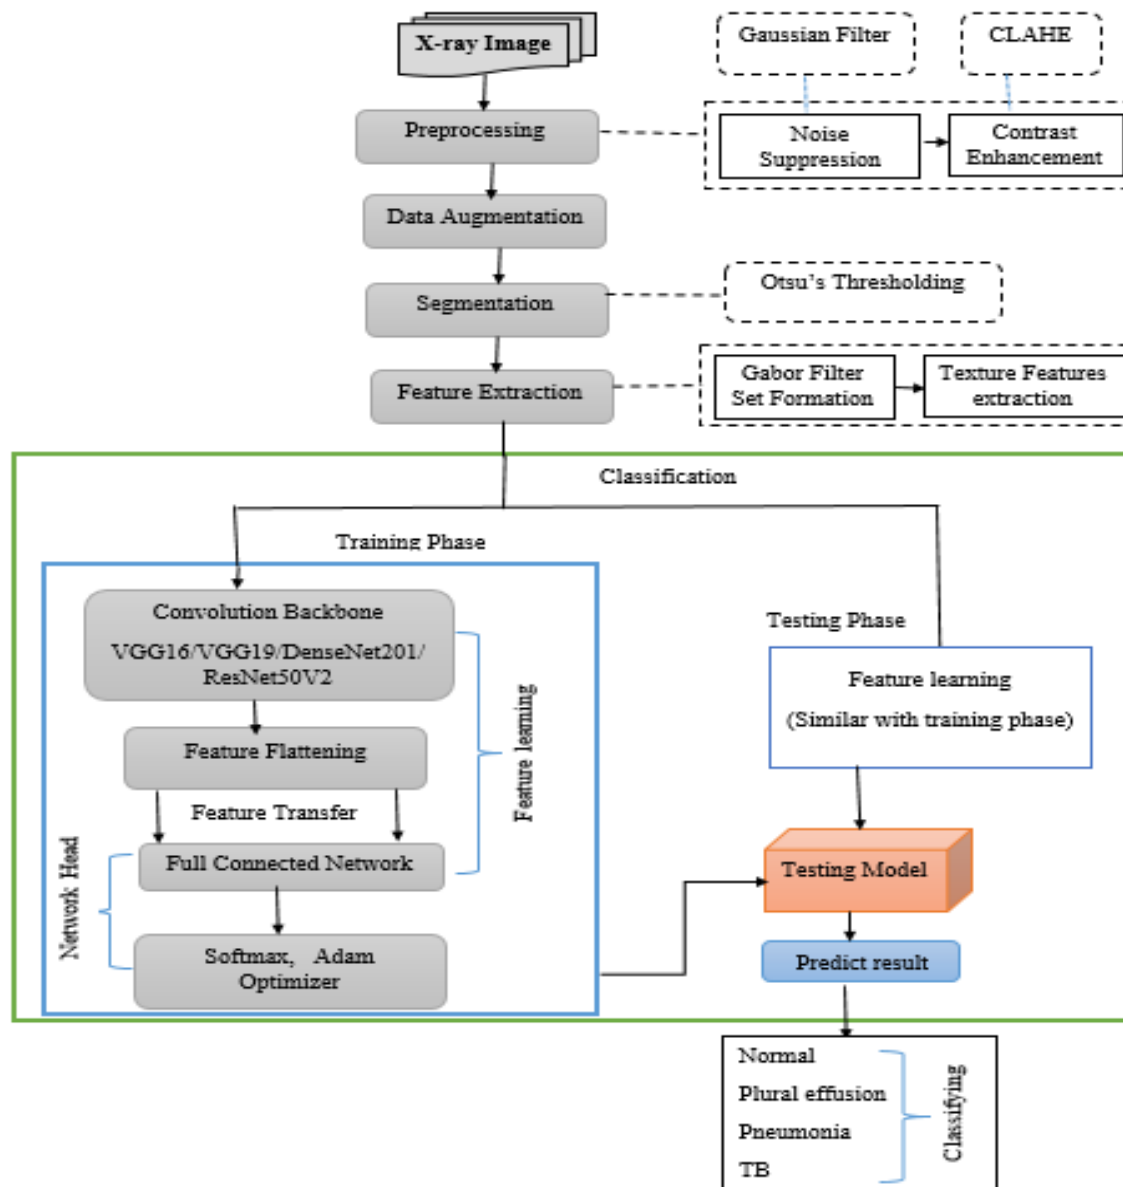 X-ray Image
Gaussian Filter
CLAHE
Preprocessing
Noise
Suppression
Contrast
Enhancement
Data Augmentation
Segmentation
Otsu's Thresholding
Feature Extraction
Gabor Filter
Set Formation
Texture Features
extraction
Classification
Training Phase
Convolution Backbone
VGG16/VGG19/DenseNet201/
ResNet50V2
Feature Flattening
Feature Transfer
Full Connected Network
Softmax, Adam
Optimizer
Feature learning
Network Head
Testing Phase
Feature learning
(Similar with training phase)
Testing Model
Predict result
Normal
Plural effusion
Pneumonia
TB
Classifying